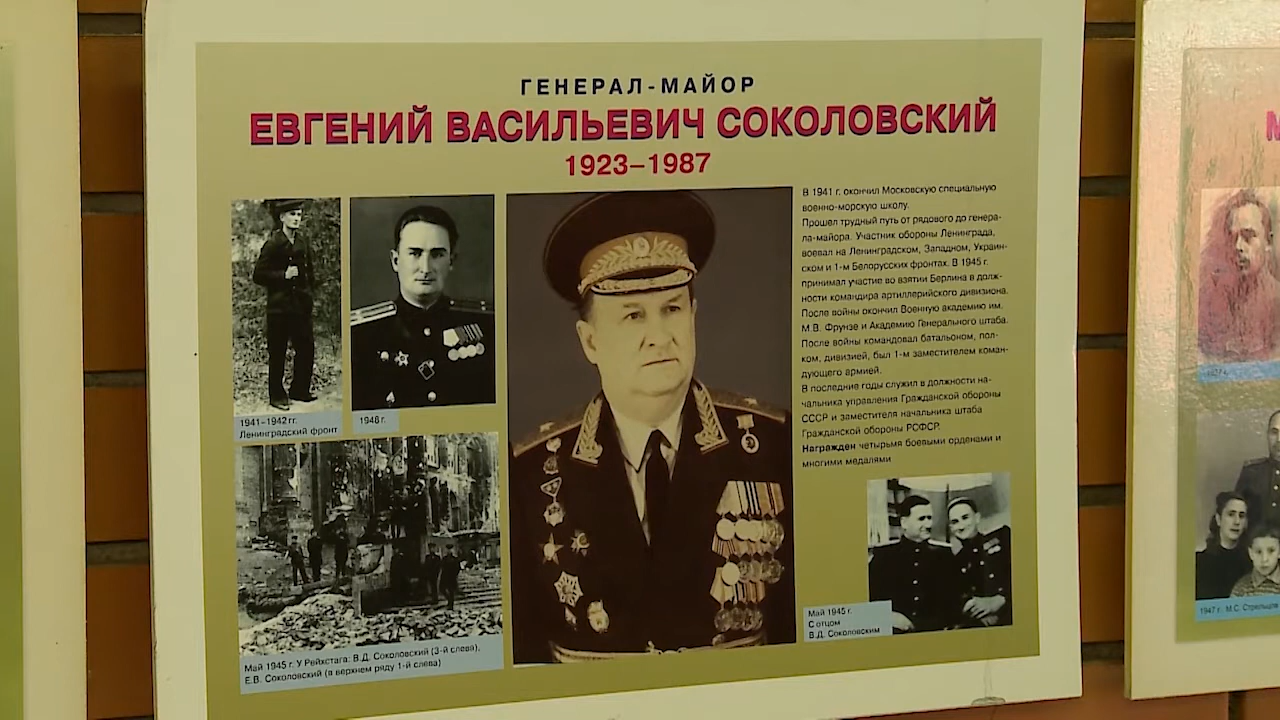 ГЕНЕРАЛ-МАЙОР
ЕВГЕНИЙ ВАСИЛЬЕВИЧ СОКОЛОВСКИЙ
1923–1987
В 1941 г. окончил Московскую специальную
военно-морскую школу.
Прошел трудный путь от рядового до генера-
ла-майора. Участник обороны Ленинграда,
воевал на Ленинградском, Западном, Украин-
ском и 1-м Белорусских фронтах. В 1945 г.
принимал участие во взятии Берлина в долж-
ности командира артиллерийского дивизиона.
После войны окончил Военную академию им.
М.В. Фрунзе и Академию Генерального штаба.
После войны командовал батальоном, пол-
ком, дивизией, был 1-м заместителем коман-
дующего армией.
В последние годы служил в должности на-
чальника управления Гражданской обороны
СССР и заместителя начальника штаба
Гражданской обороны РСФСР.
Награжден четырьмя боевыми орденами и
многими медалями
1941–1942 гг.
Ленинградский фронт
1948 г.
Май 1945 г. У Рейхстага: В.Д. Соколовский (3-й слева),
Е.В. Соколовский (в верхнем ряду 1-й слева)
Май 1945 г.
С отцом
В.Д. Соколовским
1947 г. М.С. Стрельцов